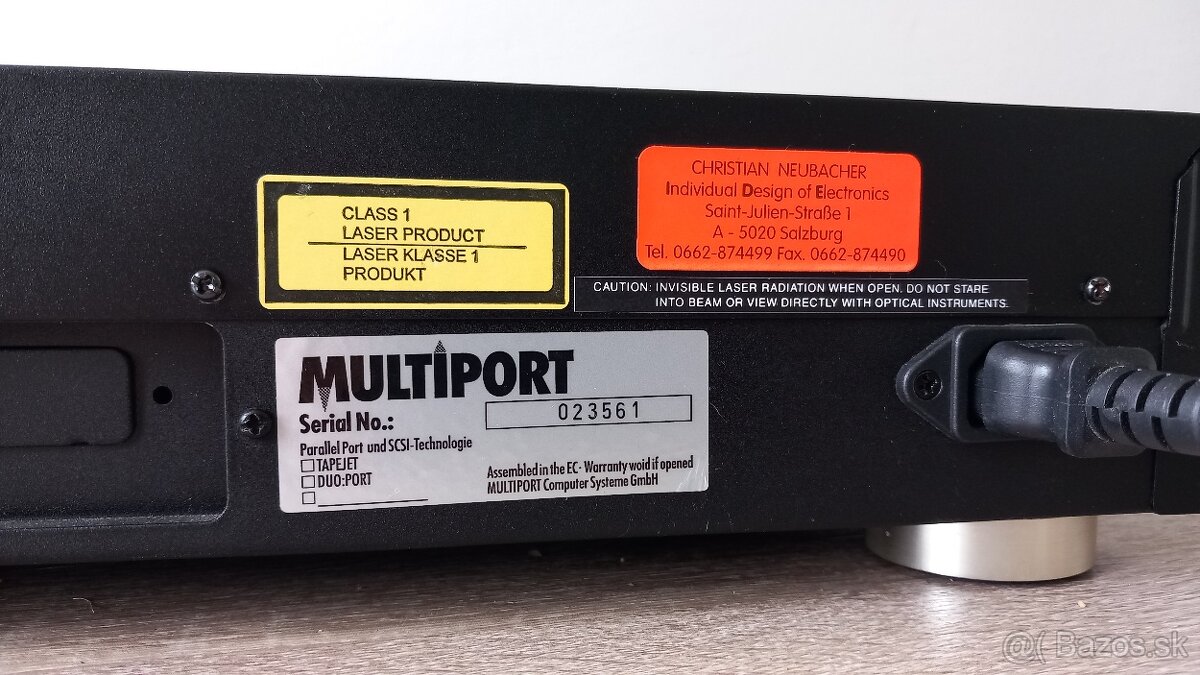 CLASS 1
LASER PRODUCT
LASER KLASSE 1
PRODUKT
CHRISTIAN NEUBACHER
Individual Design of Electronics
Saint-Julien-Straße 1
A - 5020 Salzburg
Tel. 0662-874499 Fax. 0662-874490
CAUTION: INVISIBLE LASER RADIATION WHEN OPEN. DO NOT STARE
INTO BEAM OR VIEW DIRECTLY WITH OPTICAL INSTRUMENTS.
MULTIPORT
Serial No.: 023561
Parallel Port und SCSI-Technologie
TAPEJET
DUO:PORT
Assembled in the EC · Warranty woid if opened
MULTIPORT Computer Systeme GmbH
@( Bazos.sk